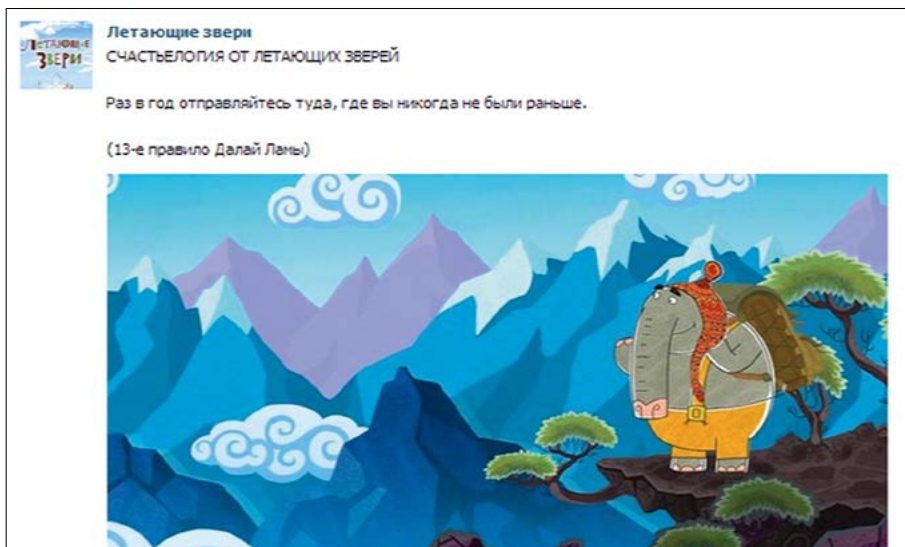 Летающие
Звери
Летающие звери
СЧАСТЬЕЛОГИЯ ОТ ЛЕТАЮЩИХ ЗВЕРЕЙ
Раз в год отправляйтесь туда, где вы никогда не были раньше.
(13-е правило Далай Ламы)